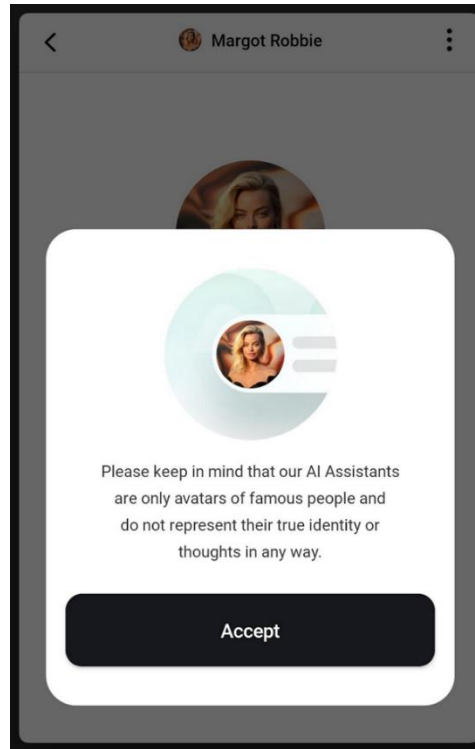 Margot Robbie
Please keep in mind that our AI Assistants
are only avatars of famous people and
do not represent their true identity or
thoughts in any way.
Accept